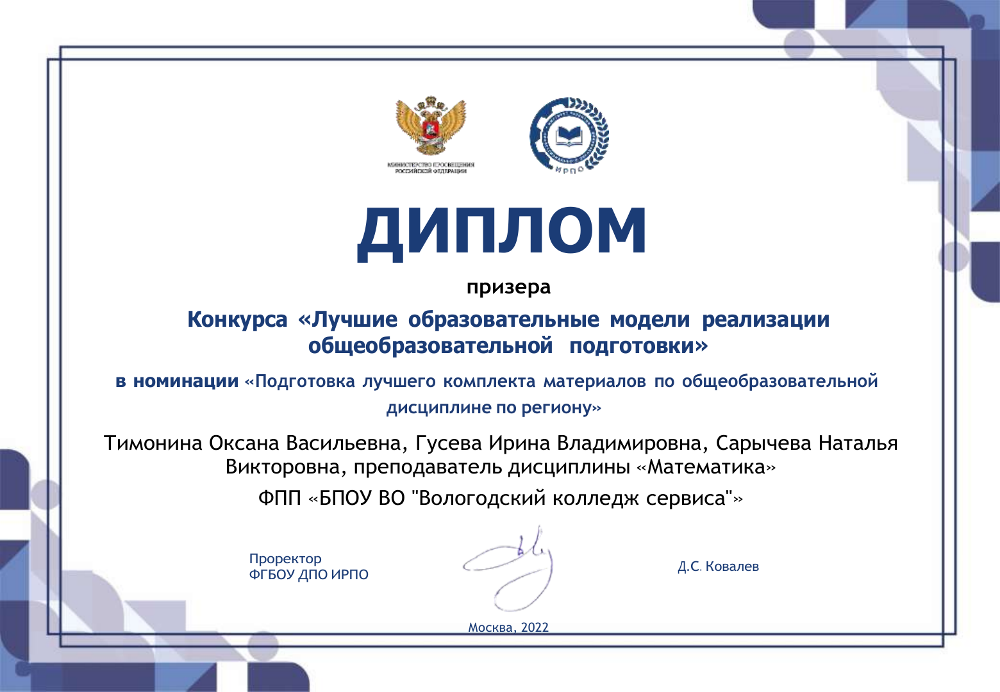 МИНИСТЕРСТВО ПРОСВЕЩЕНИЯ
РОССИЙСКОЙ ФЕДЕРАЦИИ
ИРПО
ДИПЛОМ
призера
Конкурса «Лучшие образовательные модели реализации
общеобразовательной подготовки»
в номинации «Подготовка лучшего комплекта материалов по общеобразовательной
дисциплине по региону»
Тимонина Оксана Васильевна, Гусева Ирина Владимировна, Сарычева Наталья
Викторовна, преподаватель дисциплины «Математика»
ФПП «БПОУ ВО "Вологодский колледж сервиса"»
Проректор
ФГБОУ ДПО ИРПО
Д.С. Ковалев
Москва, 2022